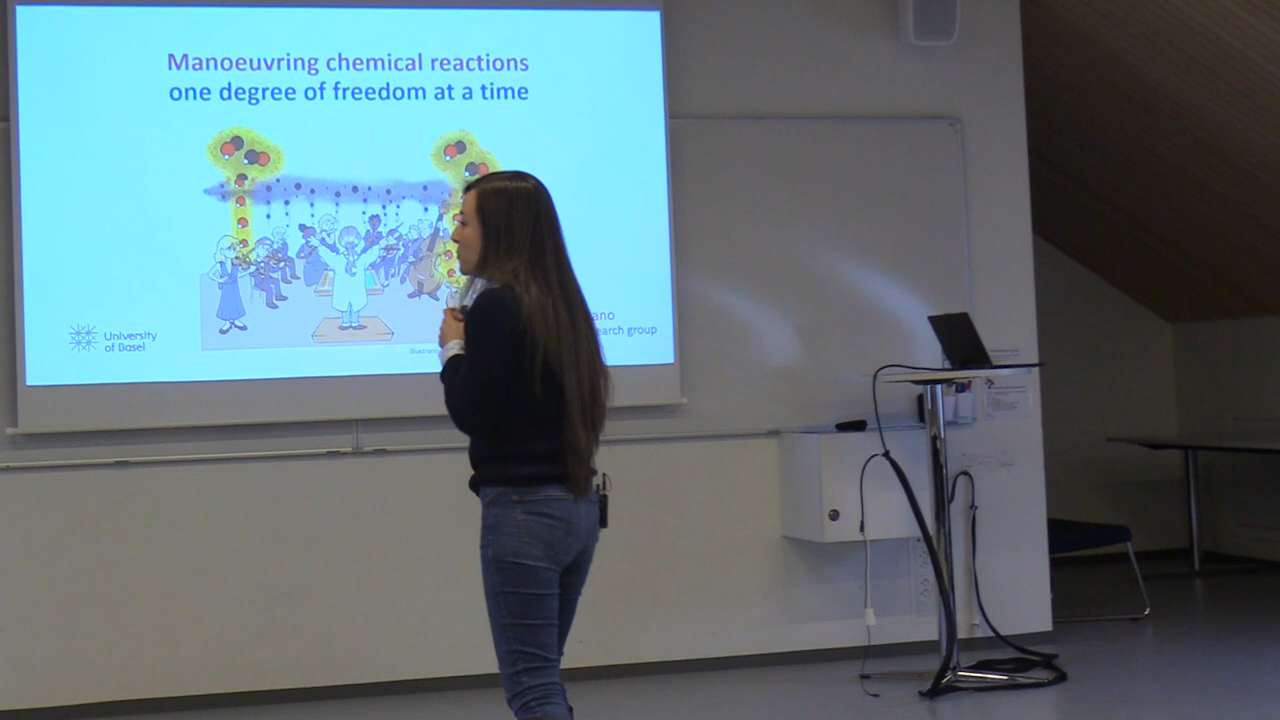 Manoeuvring chemical reactions
one degree of freedom at a time
University
of Basel
ano
earch group